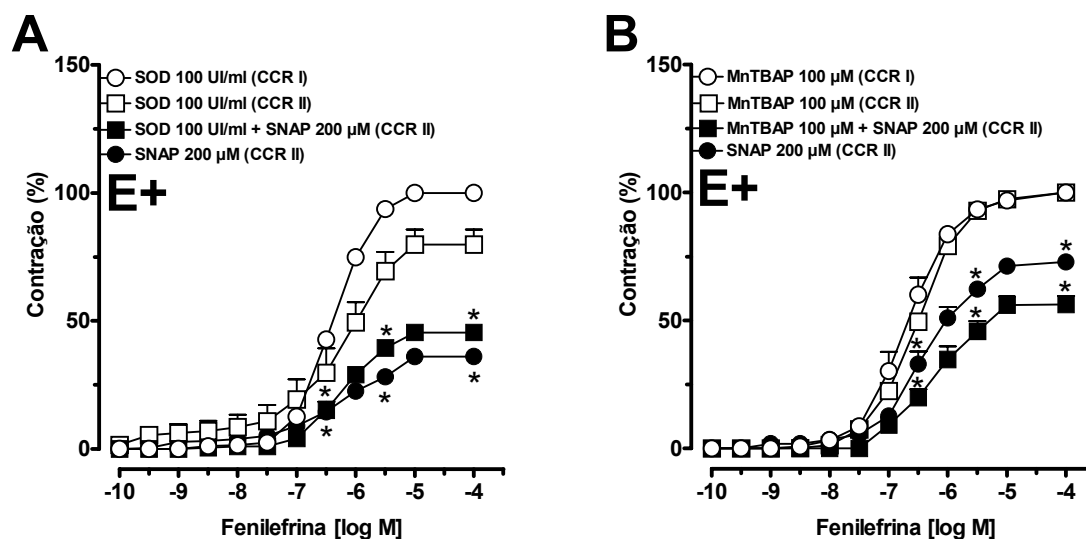 A
150
SOD 100 UI/ml (CCR I)
SOD 100 UI/ml (CCR II)
SOD 100 UI/ml + SNAP 200 µM (CCR II)
SNAP 200 µM (CCR II)
E+
100
50
0
Contração (%)
*
*
*
*
*
*
-10 -9 -8 -7 -6 -5 -4
Fenilefrina [log M]
B
150
MnTBAP 100 µM (CCR I)
MnTBAP 100 µM (CCR II)
MnTBAP 100 µM + SNAP 200 µM (CCR II)
SNAP 200 µM (CCR II)
E+
100
50
0
Contração (%)
*
*
*
*
*
*
-10 -9 -8 -7 -6 -5 -4
Fenilefrina [log M]